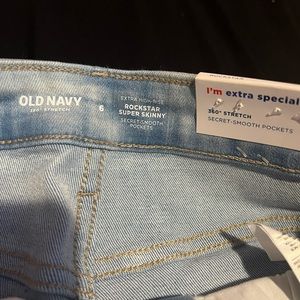 OLD NAVY
360° STRETCH
6
EXTRA HIGH-RISE
ROCKSTAR
SUPER SKINNY
SECRET-SMOOTH
POCKETS
ROCKSTAR
I'm extra special
360° STRETCH
SECRET-SMOOTH POCKETS